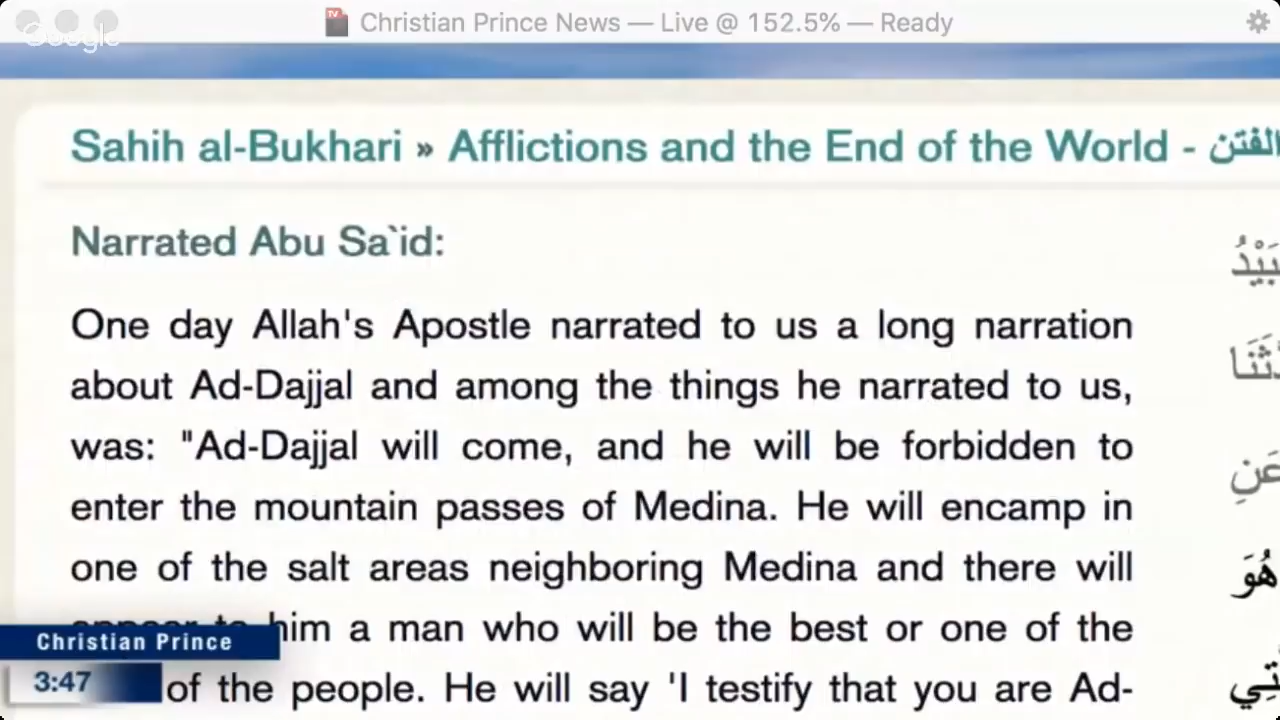 Christian Prince News — Live @ 152.5% — Ready
Google
Sahih al-Bukhari » Afflictions and the End of the World - الفتن
Narrated Abu Sa`id:
One day Allah's Apostle narrated to us a long narration
about Ad-Dajjal and among the things he narrated to us,
was: "Ad-Dajjal will come, and he will be forbidden to
enter the mountain passes of Medina. He will encamp in
one of the salt areas neighboring Medina and there will
appear to him a man who will be the best or one of the
of the people. He will say 'I testify that you are Ad-
هُوَ
Christian Prince
3:47